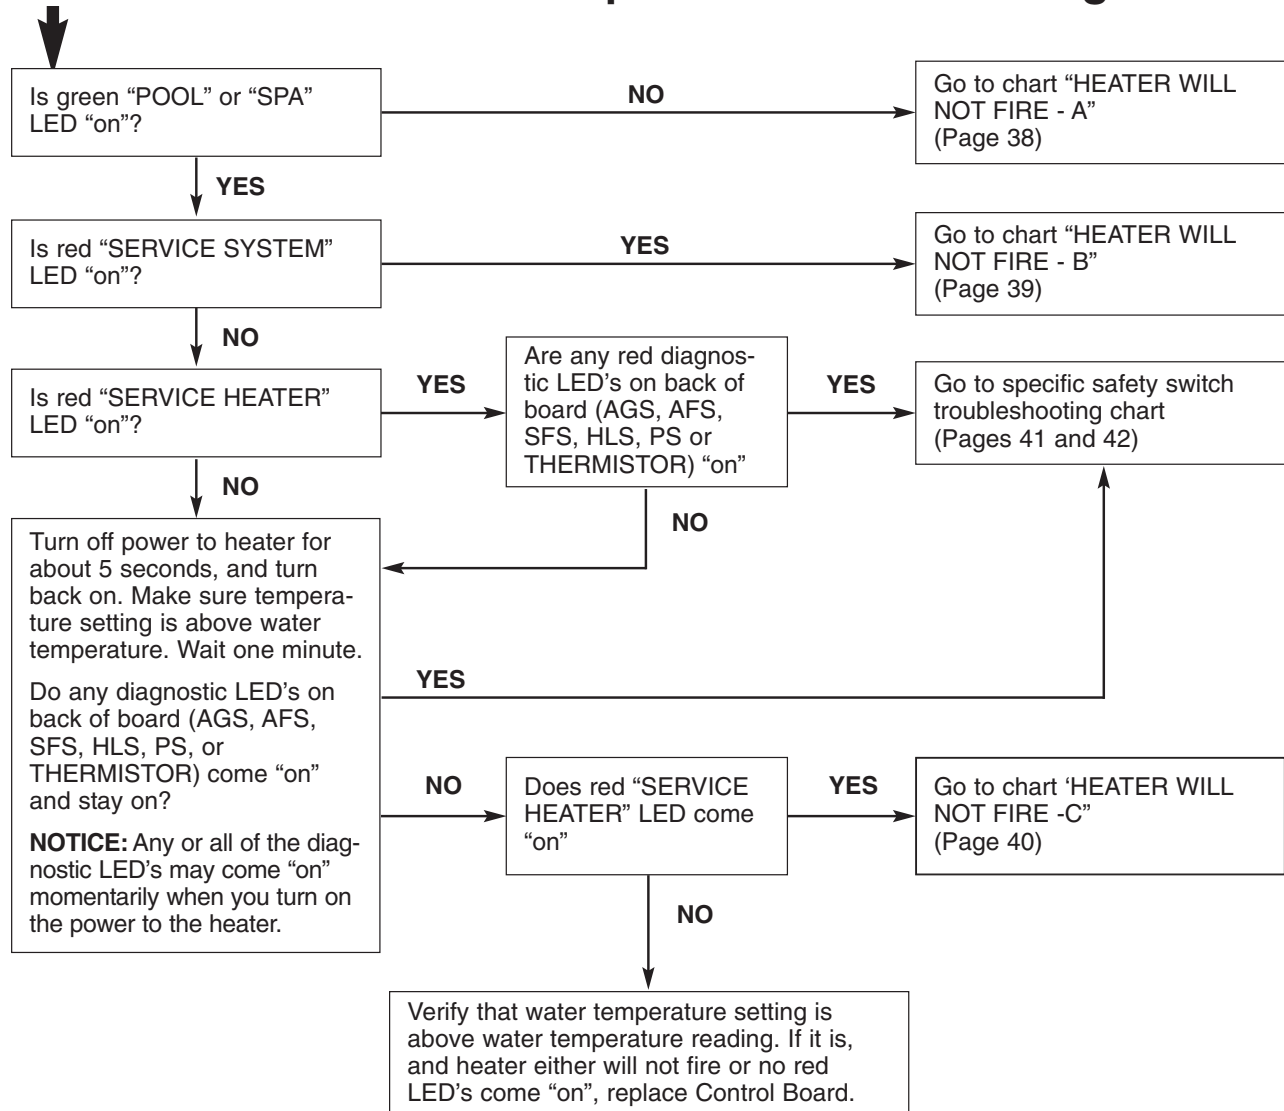 Is green “POOL” or “SPA”
LED “on”?
NO
Go to chart “HEATER WILL
NOT FIRE - A”
(Page 38)
YES
Is red “SERVICE SYSTEM”
LED “on”?
YES
Go to chart “HEATER WILL
NOT FIRE - B”
(Page 39)
NO
Is red “SERVICE HEATER”
LED “on”?
YES
Are any red diagnos-
tic LED’s on back of
board (AGS, AFS,
SFS, HLS, PS or
THERMISTOR) “on”
YES
Go to specific safety switch
troubleshooting chart
(Pages 41 and 42)
NO
NO
Turn off power to heater for
about 5 seconds, and turn
back on. Make sure tempera-
ture setting is above water
temperature. Wait one minute.
Do any diagnostic LED’s on
back of board (AGS, AFS,
SFS, HLS, PS, or
THERMISTOR) come “on”
and stay on?
NOTICE: Any or all of the diag-
nostic LED’s may come “on”
momentarily when you turn on
the power to the heater.
YES
NO
Does red “SERVICE
HEATER” LED come
“on”
YES
Go to chart ‘HEATER WILL
NOT FIRE -C”
(Page 40)
NO
Verify that water temperature setting is
above water temperature reading. If it is,
and heater either will not fire or no red
LED’s come “on”, replace Control Board.